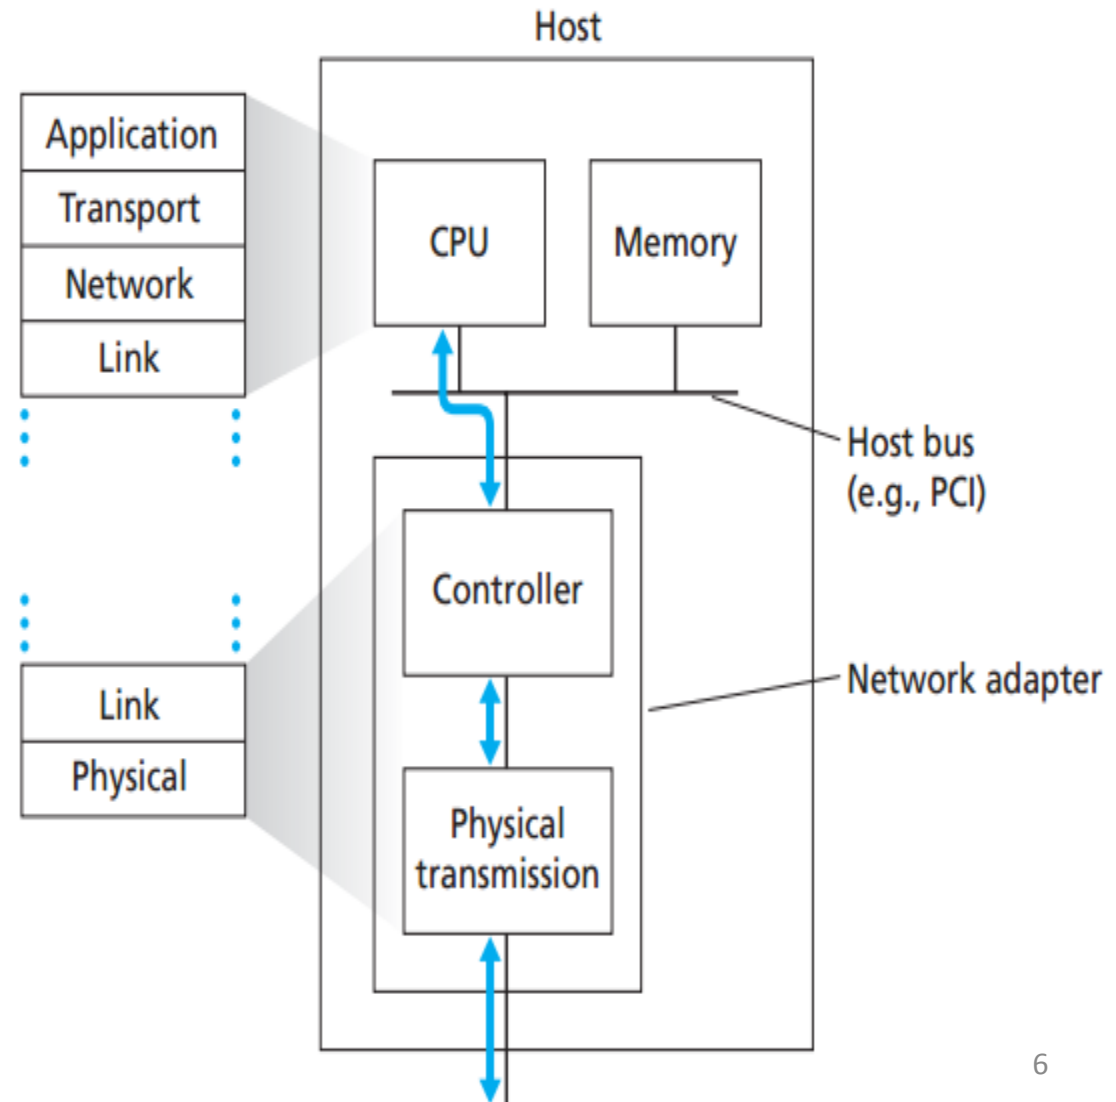 Host
Application
Transport
Network
Link
CPU
Memory
Host bus
(e.g., PCI)
Controller
Network adapter
Link
Physical
Physical
transmission
6